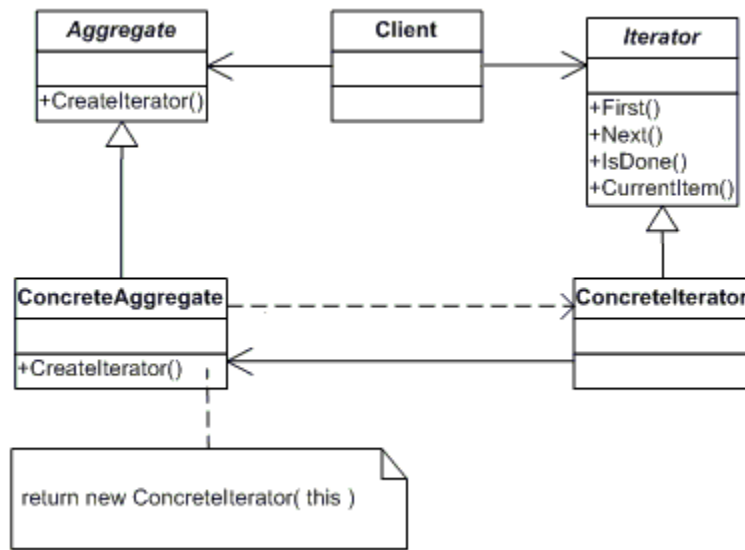 Aggregate
+CreateIterator()
Client
Iterator
+First()
+Next()
+IsDone()
+CurrentItem()
ConcreteAggregate
+CreateIterator()
ConcreteIterator
return new ConcreteIterator( this )